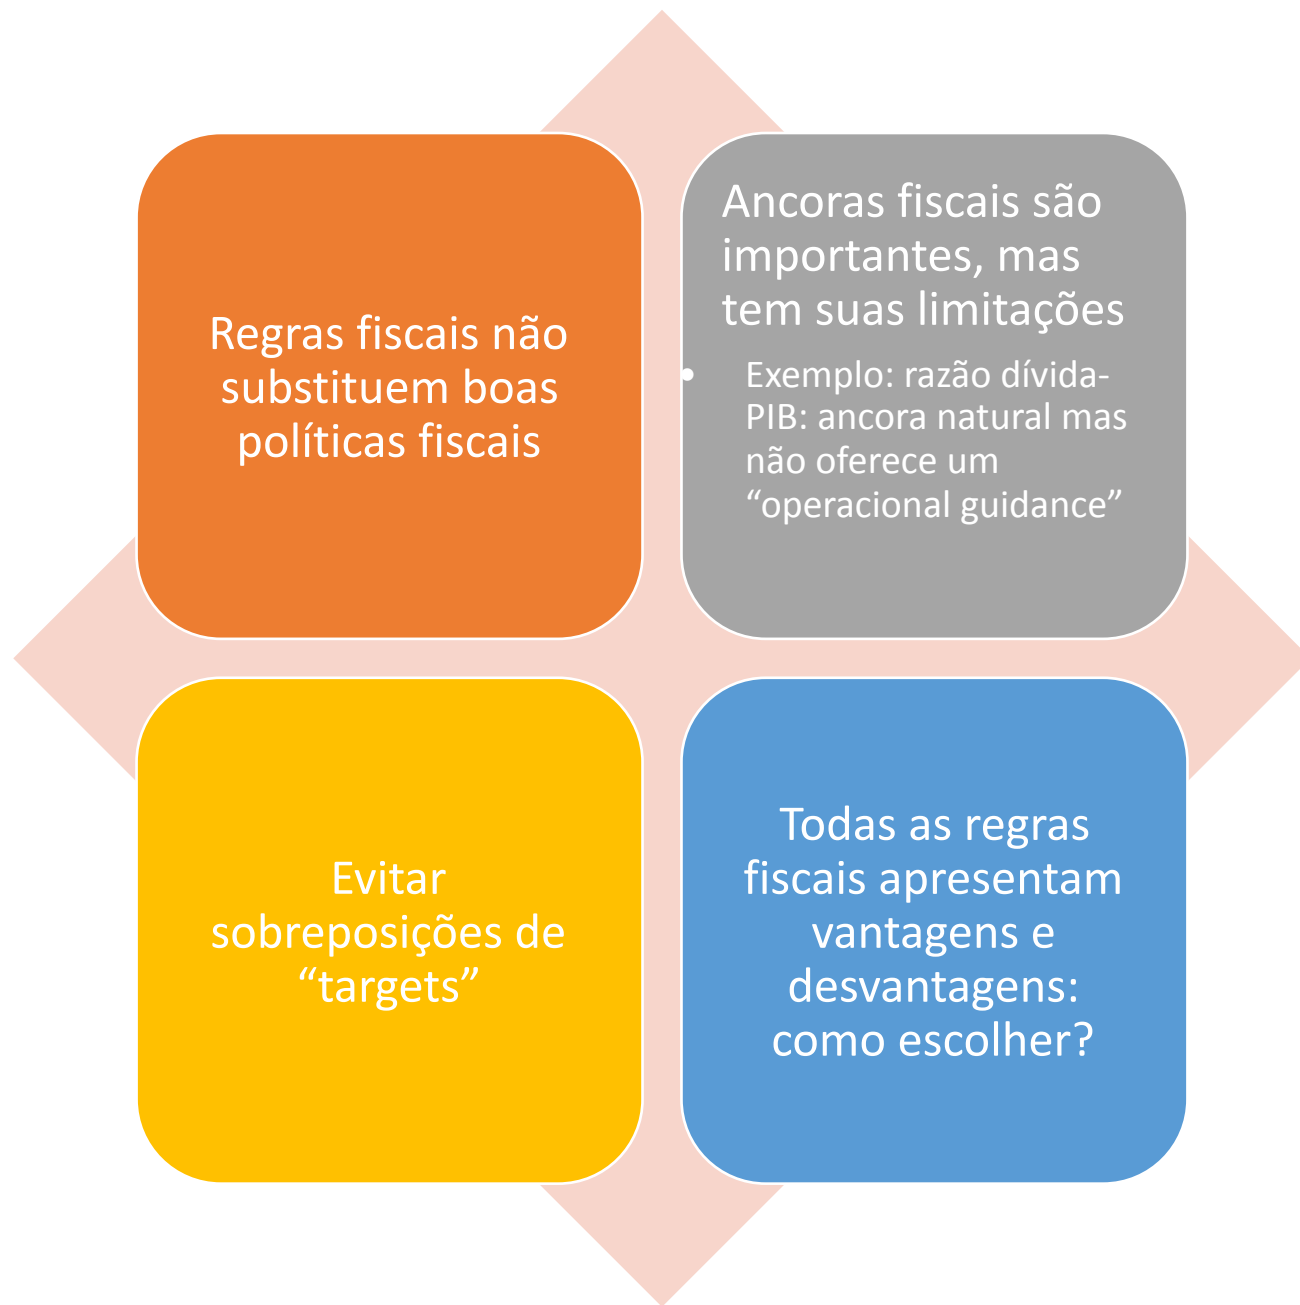 Regras fiscais não
substituem boas
políticas fiscais
Ancoras fiscais são
importantes, mas
tem suas limitações
• Exemplo: razão dívida-
PIB: ancora natural mas
não oferece um
“operacional guidance”
Evitar
sobreposições de
“targets”
Todas as regras
fiscais apresentam
vantagens e
desvantagens:
como escolher?